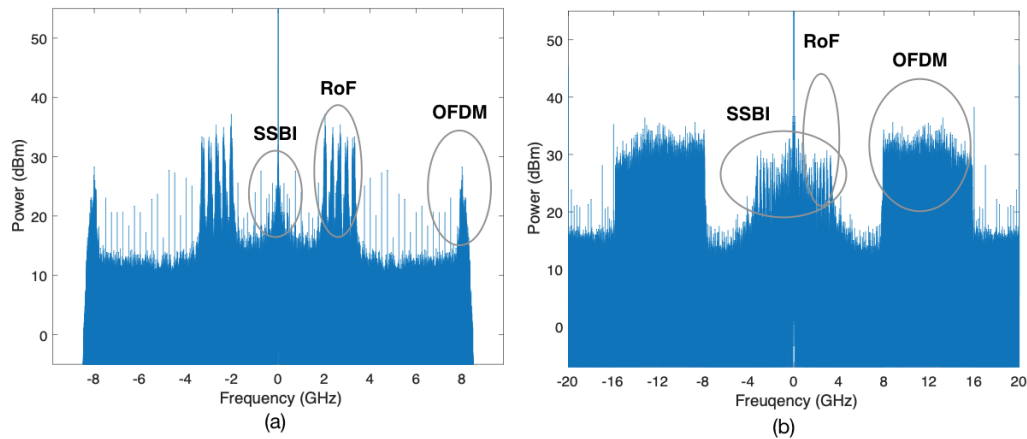 50
40
30
20
10
0
Power (dBm)
SSBI
RoF
OFDM
-8 -6 -4 -2 0 2 4 6 8
Frequency (GHz)
(a)
50
40
30
20
10
0
Power (dBm)
RoF
OFDM
SSBI
-20 -16 -12 -8 -4 0 4 8 12 16 20
Freuqency (GHz)
(b)